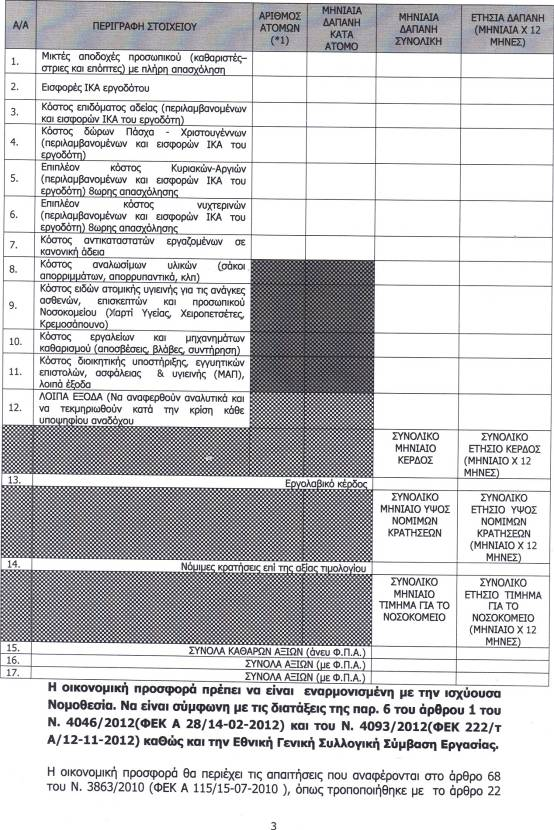 Α/Α
ΠΕΡΙΓΡΑΦΗ ΣΤΟΙΧΕΙΟΥ
ΑΡΙΘΜΟΣ
ΑΤΟΜΩΝ
(*1)
ΜΗΝΙΑΙΑ
ΔΑΠΑΝΗ
ΚΑΤΑ
ΑΤΟΜΟ
ΜΗΝΙΑΙΑ
ΔΑΠΑΝΗ
ΣΥΝΟΛΙΚΗ
ΕΤΗΣΙΑ ΔΑΠΑΝΗ
(ΜΗΝΙΑΙΑ Χ 12
ΜΗΝΕΣ)
1.
Μικτές αποδοχές προσωπικού (καθαριστές–
στριες και επόπτες) με πλήρη απασχόληση
2.
Εισφορές ΙΚΑ εργοδότου
3.
Κόστος επιδόματος αδείας (περιλαμβανομένων
και εισφορών ΙΚΑ του εργοδότη)
4.
Κόστος δώρων Πάσχα - Χριστουγέννων
(περιλαμβανομένων και εισφορών ΙΚΑ του
εργοδότη)
5.
Επιπλέον κόστος Κυριακών-Αργιών
(περιλαμβανομένων και εισφορών ΙΚΑ του
εργοδότη) 8ωρης απασχόλησης
6.
Επιπλέον κόστος νυχτερινών
(περιλαμβανομένων και εισφορών ΙΚΑ του
εργοδότη) 8ωρης απασχόλησης
7.
Κόστος αντικαταστατών εργαζομένων σε
κανονική άδεια
8.
Κόστος αναλωσίμων υλικών (σάκοι
απορριμμάτων, απορρυπαντικά, κλπ)
9.
Κόστος ειδών ατομικής υγιεινής για τις ανάγκες
ασθενών, επισκεπτών και προσωπικού
Νοσοκομείου (Χαρτί Υγείας, Χειροπετσέτες,
Κρεμοσάπουνο)
10.
Κόστος εργαλείων και μηχανημάτων
καθαρισμού (αποσβέσεις, βλάβες, συντήρηση)
11.
Κόστος διοικητικής υποστήριξης, εγγυητικών
επιστολών, ασφάλειας & υγιεινής (ΜΑΠ),
λοιπά έξοδα
12.
ΛΟΙΠΑ ΕΞΟΔΑ (Να αναφερθούν αναλυτικά και
να τεκμηριωθούν κατά την κρίση κάθε
υποψηφίου αναδόχου
ΣΥΝΟΛΙΚΟ
ΜΗΝΙΑΙΟ
ΚΕΡΔΟΣ
ΣΥΝΟΛΙΚΟ
ΕΤΗΣΙΟ ΚΕΡΔΟΣ
(ΜΗΝΙΑΙΟ Χ 12
ΜΗΝΕΣ)
13.
Εργολαβικό κέρδος
ΣΥΝΟΛΙΚΟ
ΜΗΝΙΑΙΟ ΥΨΟΣ
ΝΟΜΙΜΩΝ
ΚΡΑΤΗΣΕΩΝ
ΣΥΝΟΛΙΚΟ
ΕΤΗΣΙΟ ΥΨΟΣ
ΝΟΜΙΜΩΝ
ΚΡΑΤΗΣΕΩΝ
(ΜΗΝΙΑΙΟ Χ 12
ΜΗΝΕΣ)
14.
Νόμιμες κρατήσεις επί της αξίας τιμολογίου
ΣΥΝΟΛΙΚΟ
ΜΗΝΙΑΙΟ
ΤΙΜΗΜΑ ΓΙΑ ΤΟ
ΝΟΣΟΚΟΜΕΙΟ
ΣΥΝΟΛΙΚΟ
ΕΤΗΣΙΟ ΤΙΜΗΜΑ
ΓΙΑ ΤΟ
ΝΟΣΟΚΟΜΕΙΟ
(ΜΗΝΙΑΙΟ Χ 12
ΜΗΝΕΣ)
15.
ΣΥΝΟΛΑ ΚΑΘΑΡΩΝ ΑΞΙΩΝ (άνευ Φ.Π.Α.)
16.
ΣΥΝΟΛΑ ΑΞΙΩΝ (με Φ.Π.Α.)
17.
ΣΥΝΟΛΑ ΑΞΙΩΝ (με Φ.Π.Α.)
Η οικονομική προσφορά πρέπει να είναι εναρμονισμένη με την ισχύουσα
Νομοθεσία. Να είναι σύμφωνη με τις διατάξεις της παρ. 6 του άρθρου 1 του
Ν. 4046/2012(ΦΕΚ Α 28/14-02-2012) και του Ν. 4093/2012(ΦΕΚ 222/τ
Α/12-11-2012) καθώς και την Εθνική Γενική Συλλογική Σύμβαση Εργασίας.
Η οικονομική προσφορά θα περιέχει τις απαιτήσεις που αναφέρονται στο άρθρο 68
του Ν. 3863/2010 (ΦΕΚ Α 115/15-07-2010 ), όπως τροποποιήθηκε με το άρθρο 22
3